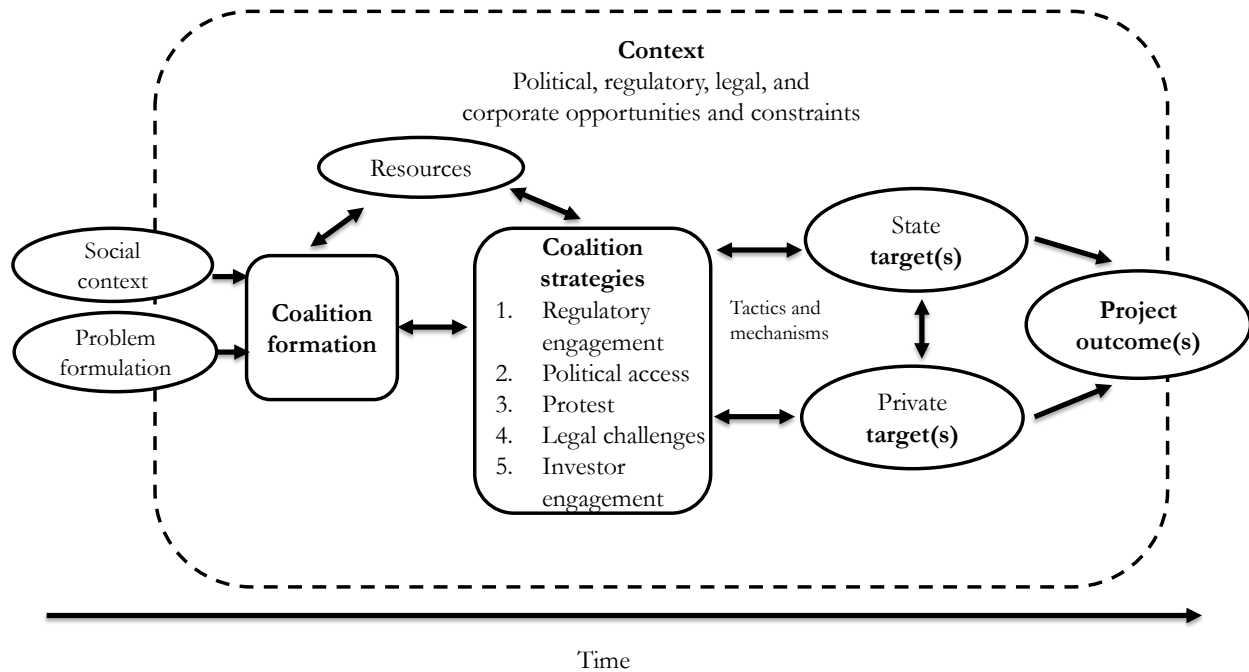 Context
Political, regulatory, legal, and
corporate opportunities and constraints
Resources
Social
context
Problem
formulation
Coalition
formation
Coalition
strategies
1. Regulatory
engagement
2. Political access
3. Protest
4. Legal challenges
5. Investor
engagement
Tactics and
mechanisms
State
target(s)
Private
target(s)
Project
outcome(s)
Time